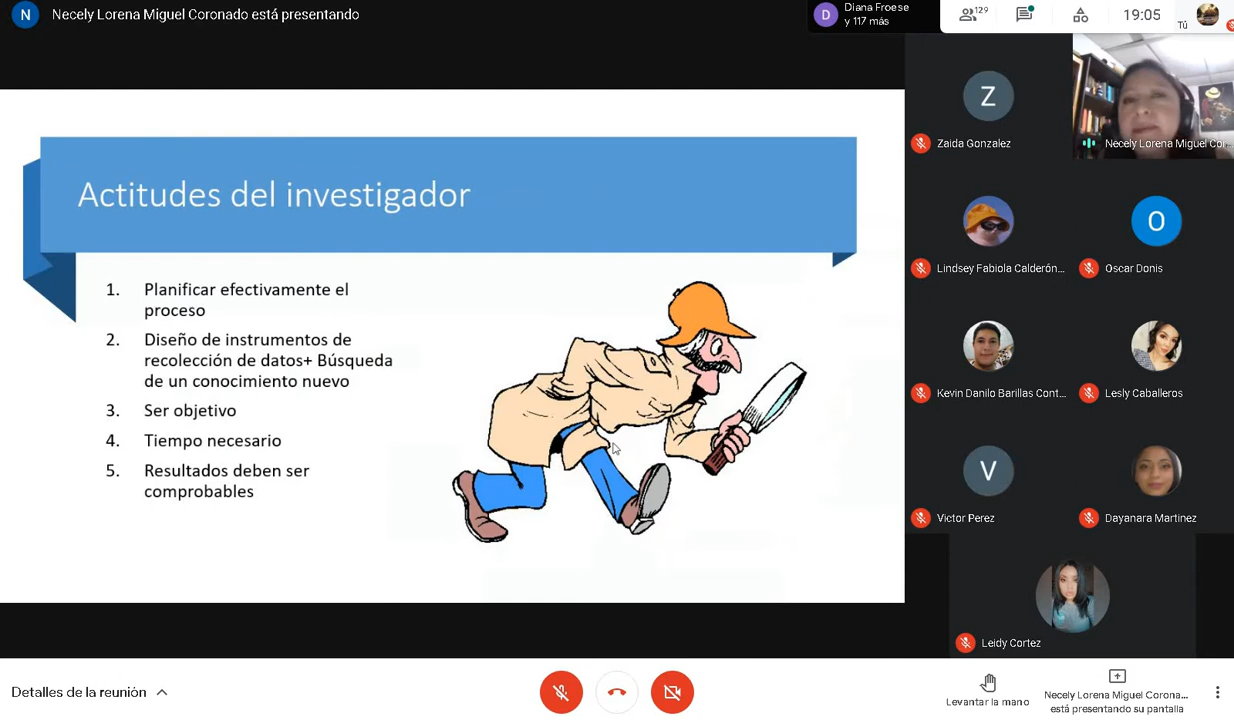 N
Necely Lorena Miguel Coronado está presentando
D
Diana Froese
y 117 más
129
19:05
Tú
Actitudes del investigador
1. Planificar efectivamente el
proceso
2. Diseño de instrumentos de
recolección de datos+ Búsqueda
de un conocimiento nuevo
3. Ser objetivo
4. Tiempo necesario
5. Resultados deben ser
comprobables
Z
Zaida Gonzalez
Necely Lorena Miguel Cor...
Lindsey Fabiola Calderón...
O
Oscar Donis
Kevin Danilo Barillas Cont...
Lesly Caballeros
V
Victor Perez
Dayanara Martinez
Leidy Cortez
Detalles de la reunión
Levantar la mano
Necely Lorena Miguel Corona...
está presentando su pantalla